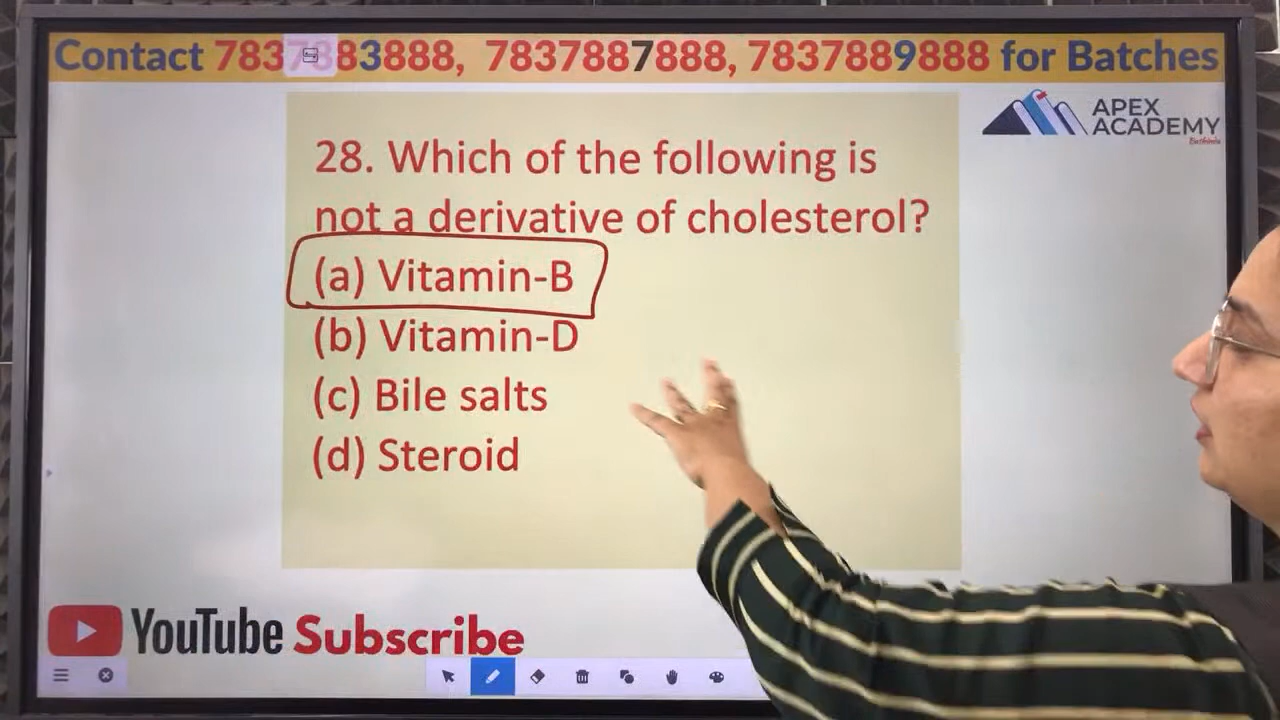 Contact 7837883888, 7837887888, 7837889888 for Batches
APEX
ACADEMY
Bathinda
28. Which of the following is
not a derivative of cholesterol?
(a) Vitamin-B
(b) Vitamin-D
(c) Bile salts
(d) Steroid
YouTube Subscribe